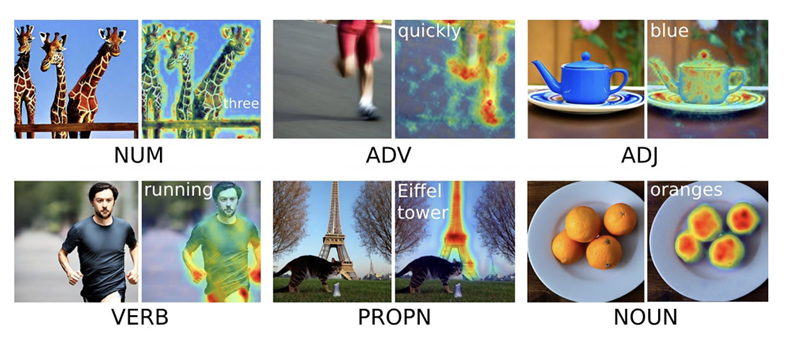 three
quickly
blue
NUM
ADV
ADJ
running
Eiffel
tower
oranges
VERB
PROPN
NOUN